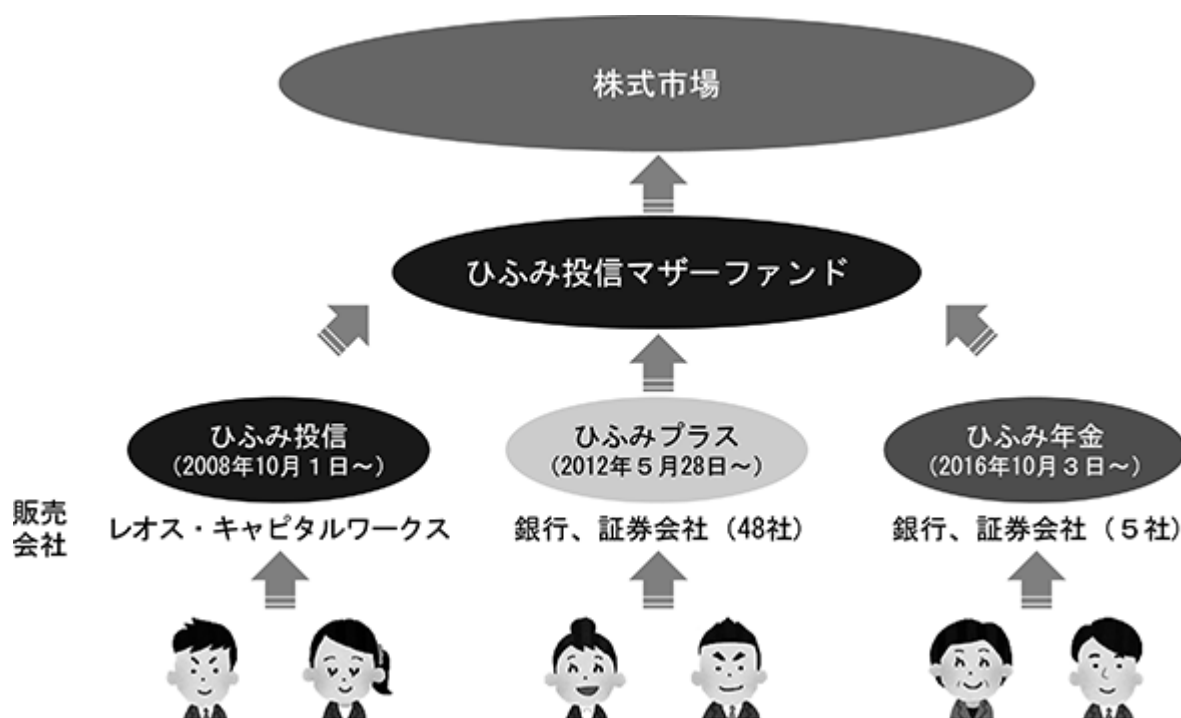 株式市場
ひふみ投信マザーファンド
ひふみ投信
（2008年10月１日～）
ひふみプラス
（2012年５月28日～）
ひふみ年金
（2016年10月３日～）
販売
会社
レオス・キャピタルワークス
銀行、証券会社（48社）
銀行、証券会社（５社）